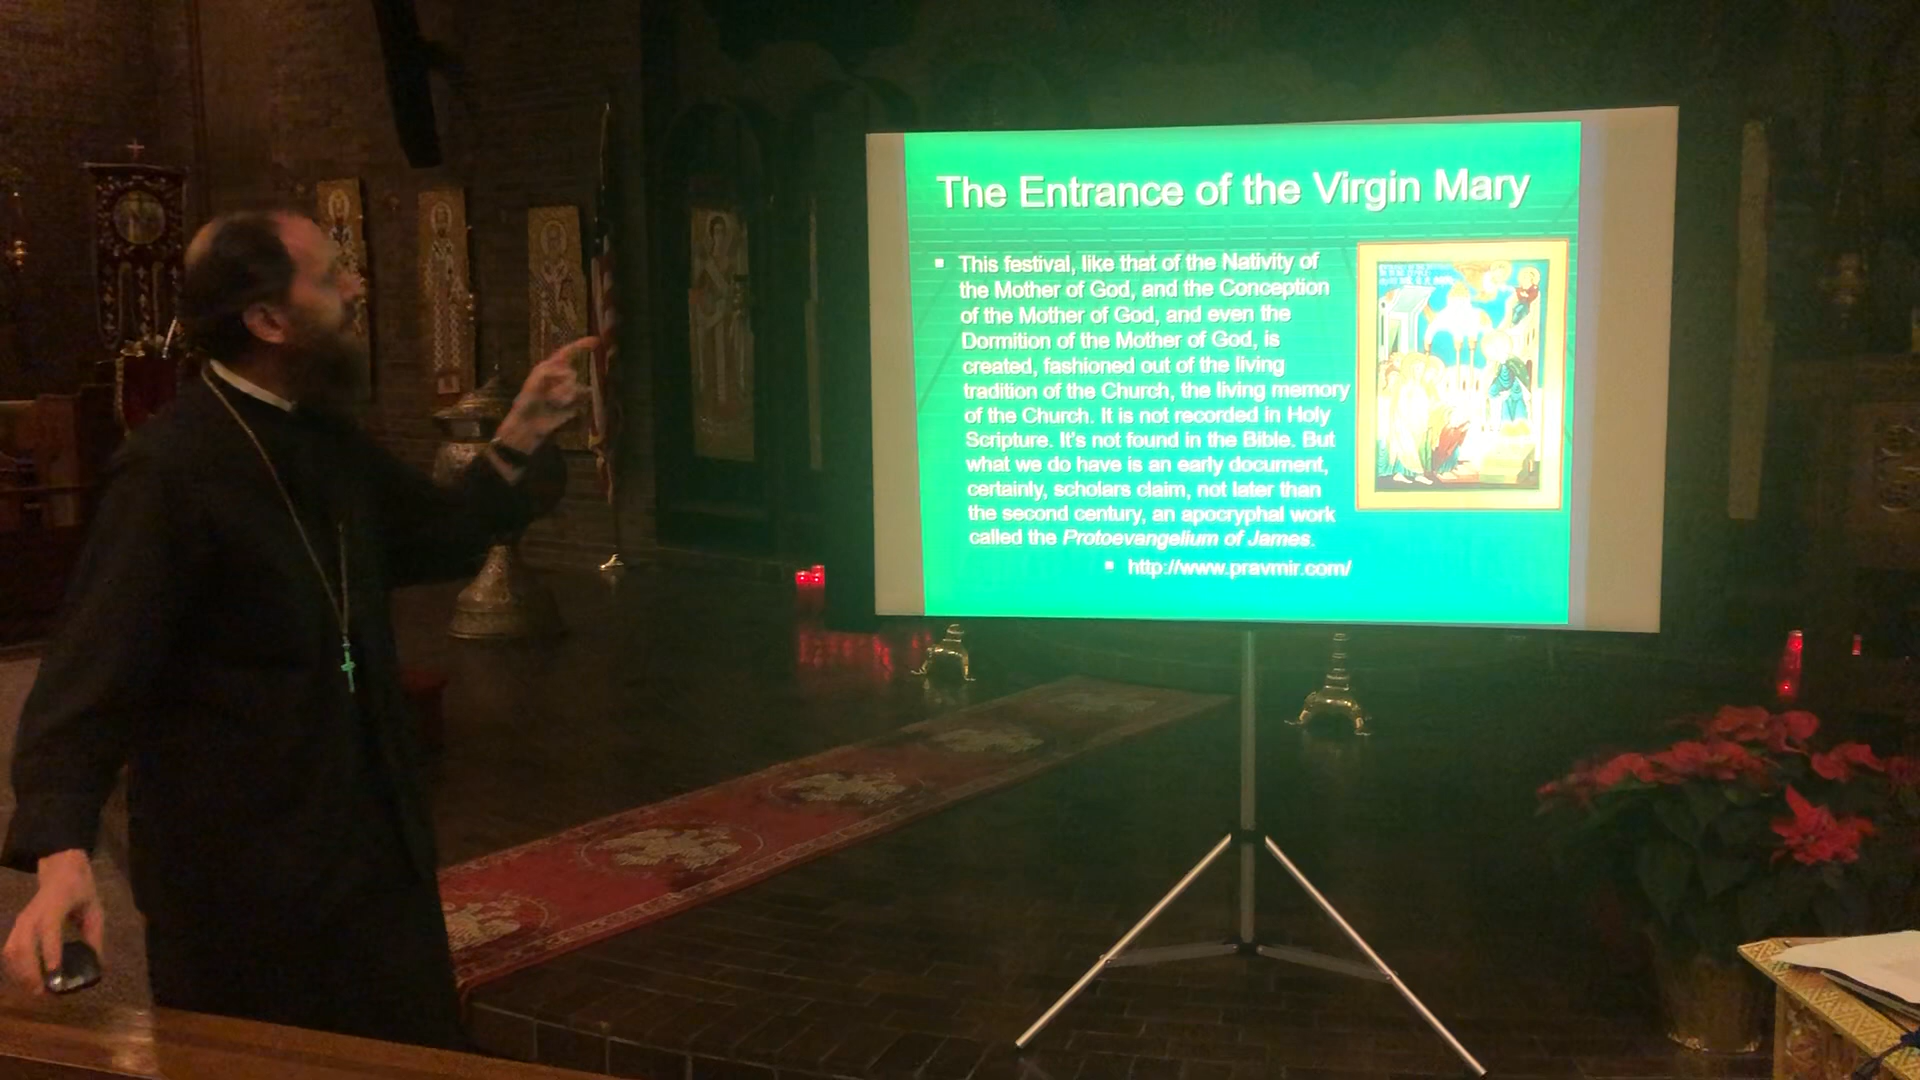 The Entrance of the Virgin Mary
▪ This festival, like that of the Nativity of
the Mother of God, and the Conception
of the Mother of God, and even the
Dormition of the Mother of God, is
created, fashioned out of the living
tradition of the Church, the living memory
of the Church. It is not recorded in Holy
Scripture. It's not found in the Bible. But
what we do have is an early document,
certainly, scholars claim, not later than
the second century, an apocryphal work
called the Protoevangelium of James.
▪ http://www.pravmir.com/